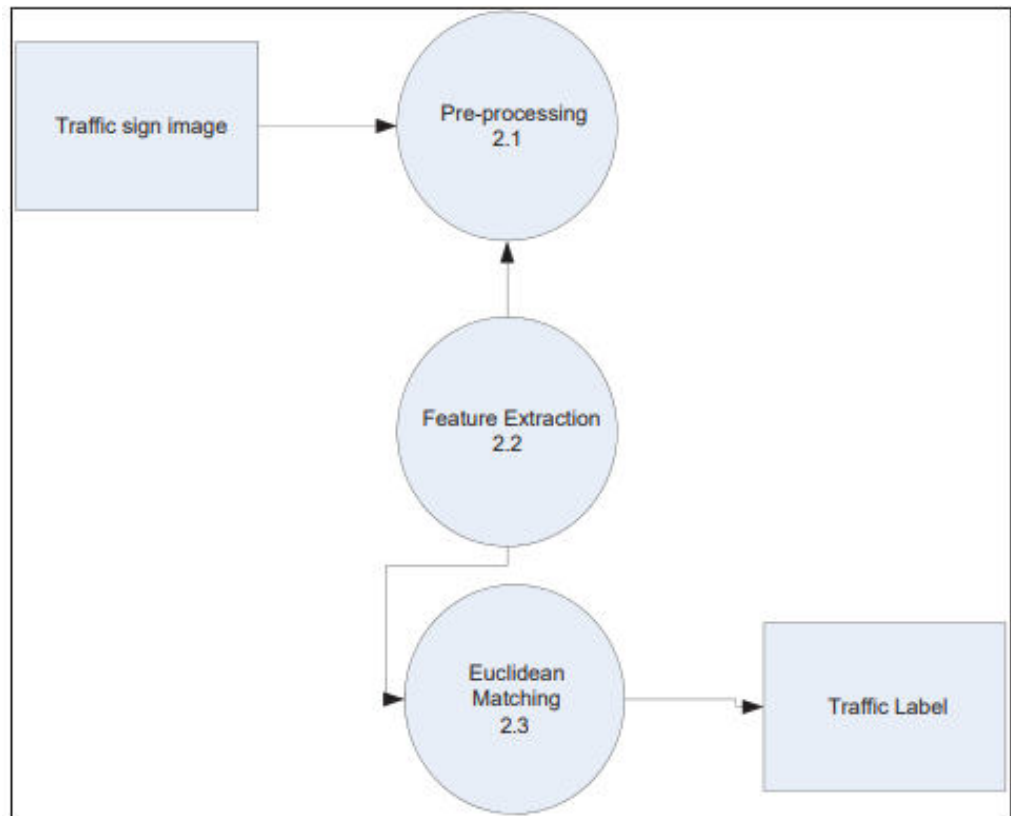 Traffic sign image
Pre-processing
2.1
Feature Extraction
2.2
Euclidean
Matching
2.3
Traffic Label